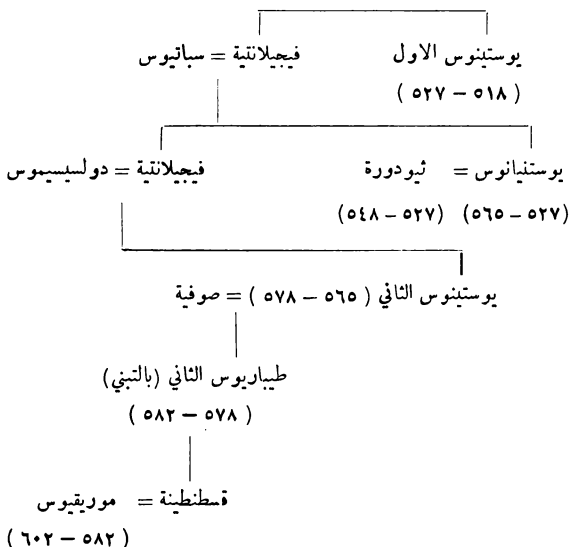 يوستينوس الاول فيجيلانتية = سباتيوس
( ٥١٨ – ٥٢٧ )
يوستنيانوس = ثيودورة فيجيلانتية = دولسيسيموس
(٥٢٧–٥٦٥) (٥٢٧–٥٤٨)
يوستينوس الثاني ( ٥٦٥ – ٥٧٨ ) = صوفية
طيباريوس الثاني (بالتبني)
( ٥٧٨ – ٥٨٢ )
قسطنطينة = موريقيوس
( ٥٨٢ – ٦٠٢ )